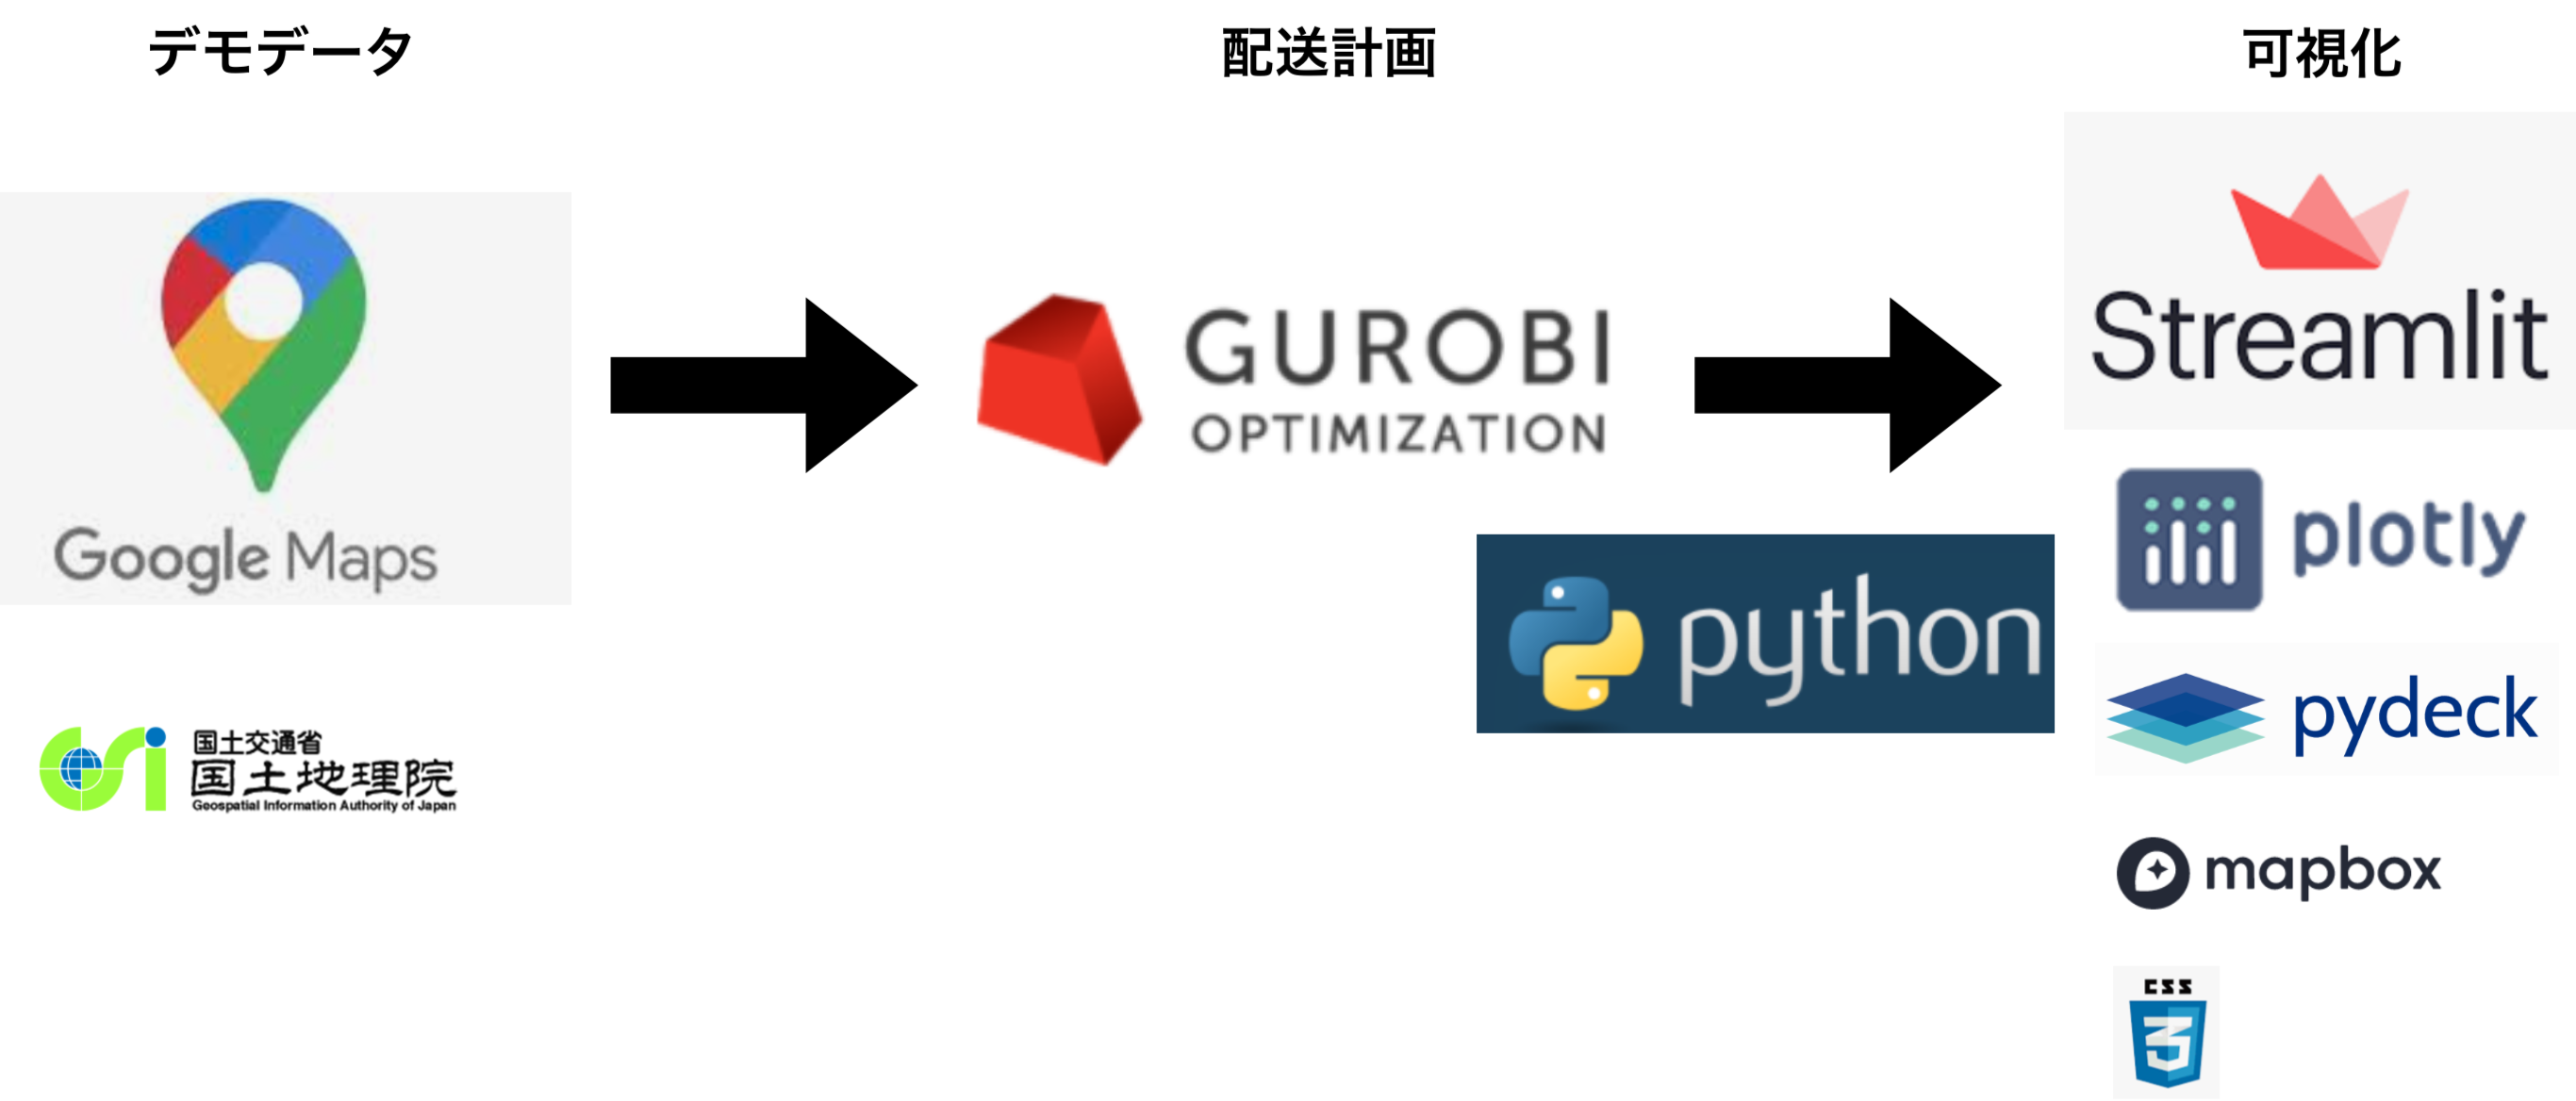 デモデータ
配送計画
可視化
Google Maps
国土交通省
国土地理院
Geospatial Information Authority of Japan
GUROBI
OPTIMIZATION
python
Streamlit
plotly
pydeck
mapbox
CSS
3